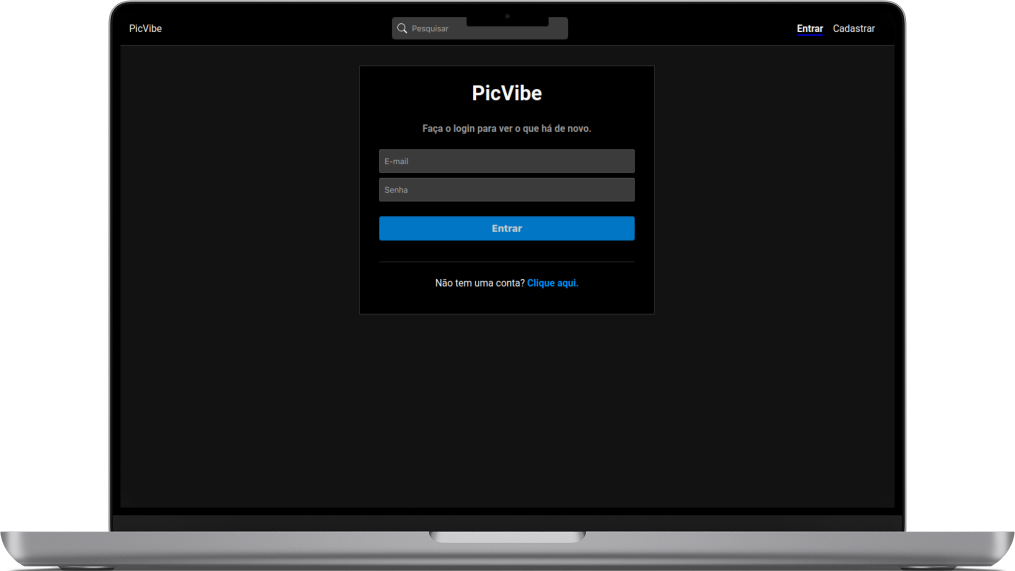 PicVibe
Pesquisar
Entrar Cadastrar
PicVibe
Faça o login para ver o que há de novo.
E-mail
Senha
Entrar
Não tem uma conta? Clique aqui.